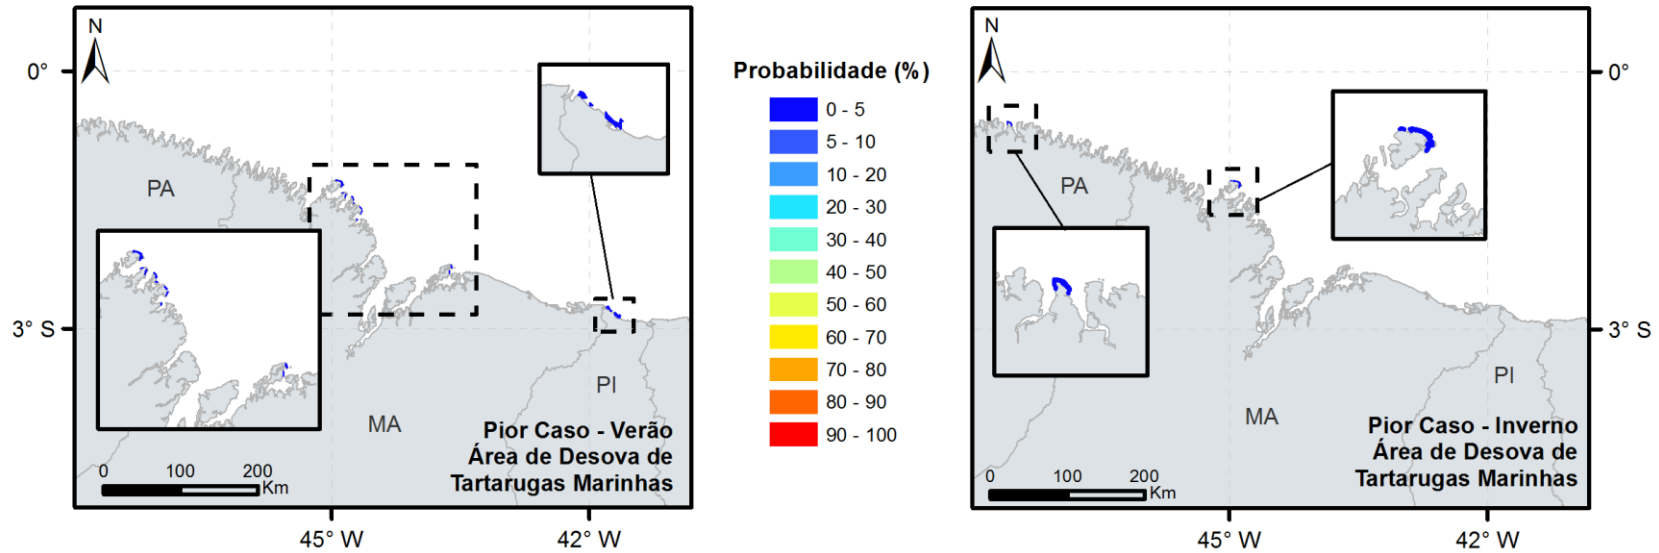 N
0°
3° S
PA
MA
PI
Pior Caso - Verão
Área de Desova de
Tartarugas Marinhas
0 100 200
Km
45° W
42° W
Probabilidade (%)
0 - 5
5 - 10
10 - 20
20 - 30
30 - 40
40 - 50
50 - 60
60 - 70
70 - 80
80 - 90
90 - 100
N
0°
3° S
PA
MA
PI
Pior Caso - Inverno
Área de Desova de
Tartarugas Marinhas
0 100 200
Km
45° W
42° W